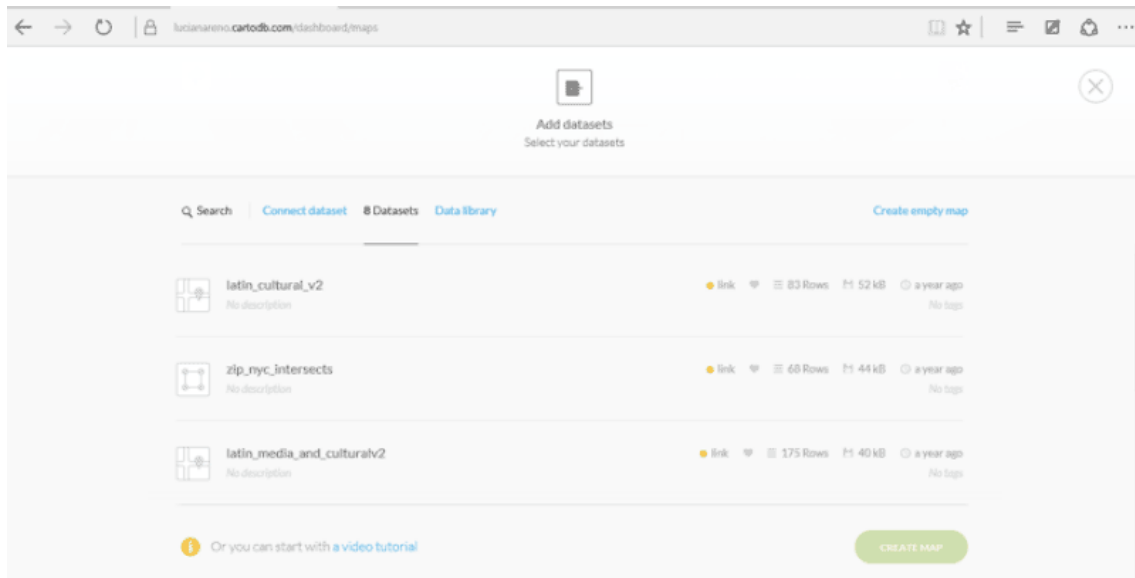 lucianareno.cartodb.com/dashboard/maps
Add datasets
Select your datasets
Search Connect dataset 8 Datasets Data library Create empty map
latin_cultural_v2 link 83 Rows 52 kB a year ago
No description No tags
zip_nyc_intersects link 68 Rows 44 kB a year ago
No description No tags
latin_media_and_culturalv2 link 175 Rows 40 kB a year ago
No description No tags
Or you can start with a video tutorial CREATE MAP